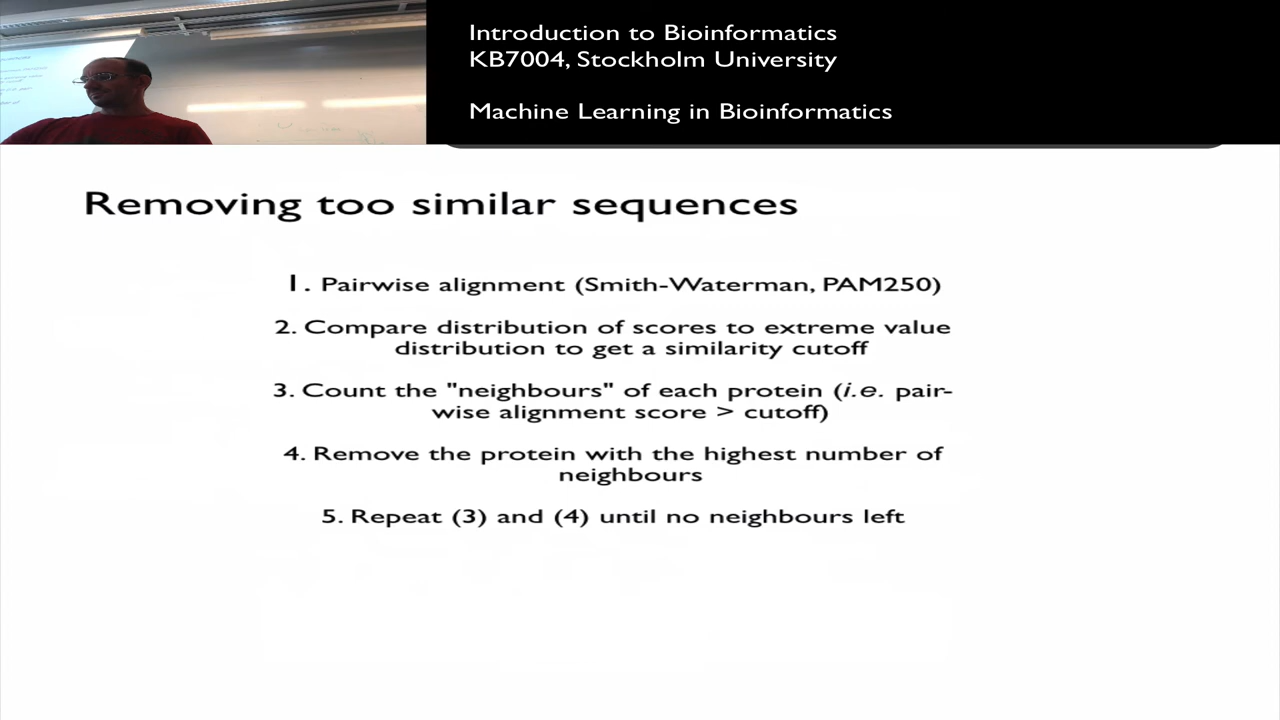 Introduction to Bioinformatics
KB7004, Stockholm University
Machine Learning in Bioinformatics
Removing too similar sequences
1. Pairwise alignment (Smith-Waterman, PAM250)
2. Compare distribution of scores to extreme value
distribution to get a similarity cutoff
3. Count the "neighbours" of each protein (i.e. pair-
wise alignment score > cutoff)
4. Remove the protein with the highest number of
neighbours
5. Repeat (3) and (4) until no neighbours left